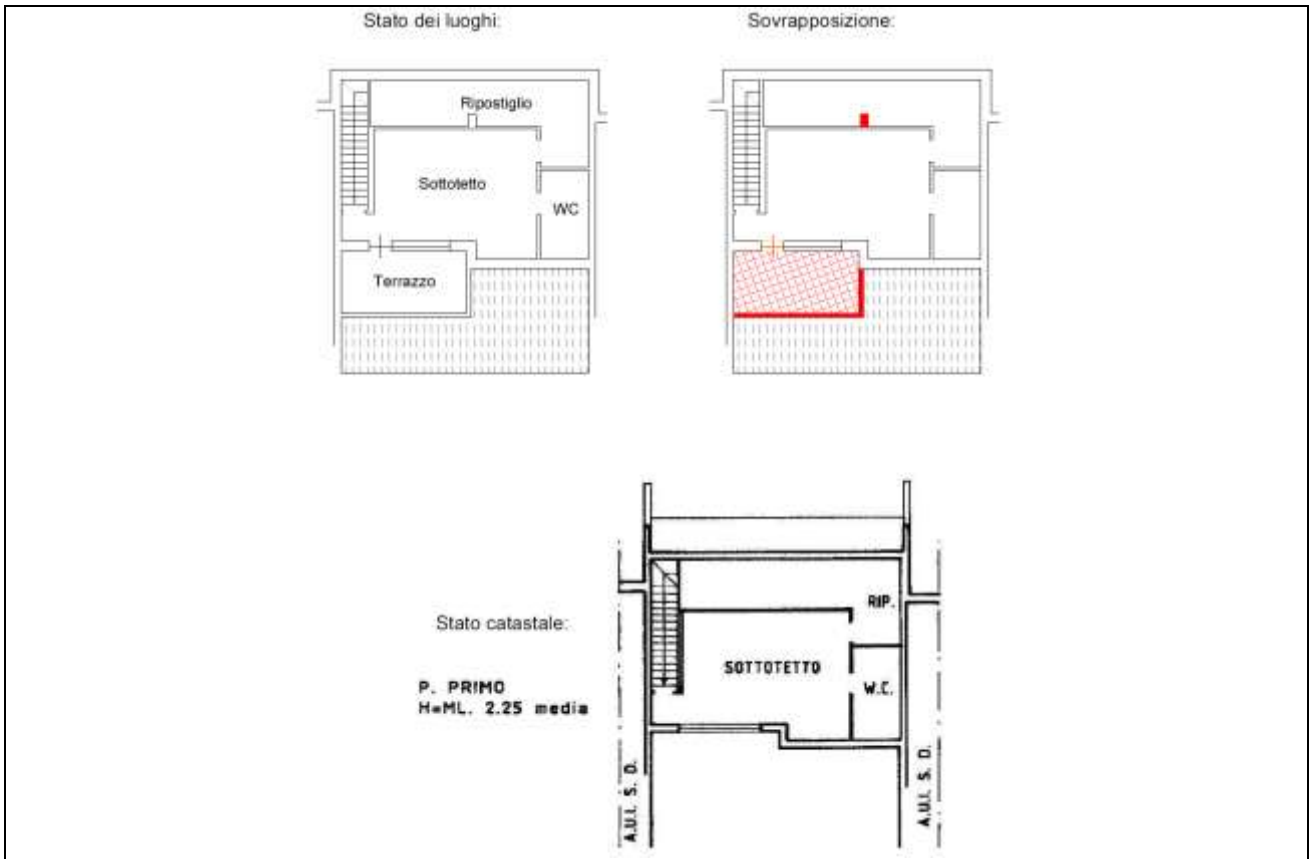 Stato dei luoghi:
Sovrapposizione:
Ripostiglio
Sottotetto
WC
Terrazzo
Stato catastale:
P. PRIMO
H=ML. 2.25 media
RIP.
SOTTOTETTO
W.C.
A.U.I. S. D.
A.U.I. S. D.